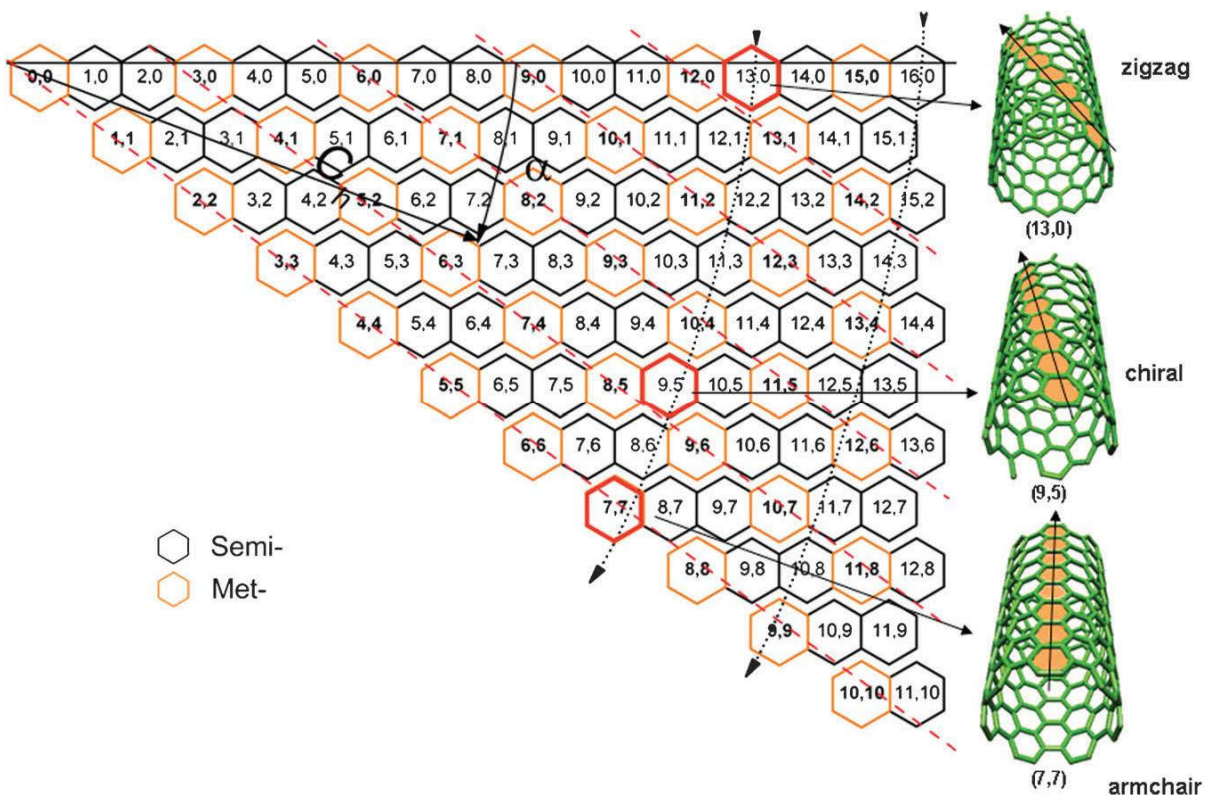 0,0 1,0 2,0 3,0 4,0 5,0 6,0 7,0 8,0 9,0 10,0 11,0 12,0 13,0 14,0 15,0 16,0
zigzag
1,1 2,1 3,1 4,1 5,1 6,1 7,1 8,1 9,1 10,1 11,1 12,1 13,1 14,1 15,1
C h
α
2,2 3,2 4,2 5,2 6,2 7,2 8,2 9,2 10,2 11,2 12,2 13,2 14,2 15,2
(13,0)
3,3 4,3 5,3 6,3 7,3 8,3 9,3 10,3 11,3 12,3 13,3 14,3
4,4 5,4 6,4 7,4 8,4 9,4 10,4 11,4 12,4 13,4 14,4
5,5 6,5 7,5 8,5 9,5 10,5 11,5 12,5 13,5
chiral
6,6 7,6 8,6 9,6 10,6 11,6 12,6 13,6
(9,5)
7,7 8,7 9,7 10,7 11,7 12,7
Semi-
8,8 9,8 10,8 11,8 12,8
Met-
9,9 10,9 11,9
10,10 11,10
(7,7)
armchair